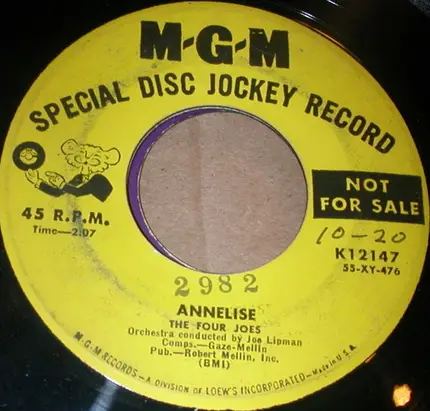 M-G-M
SPECIAL DISC JOCKEY RECORD
45 R.P.M.
Time—2:07
NOT
FOR SALE
10-20
K12147
55-XY-476
2982
ANNELISE
THE FOUR JOES
Orchestra conducted by Joe Lipman
Comps.—Gaze-Mellin
Pub.—Robert Mellin, Inc.
(BMI)
M-G-M RECORDS—A DIVISION OF LOEW'S INCORPORATED—Made in U.S.A.